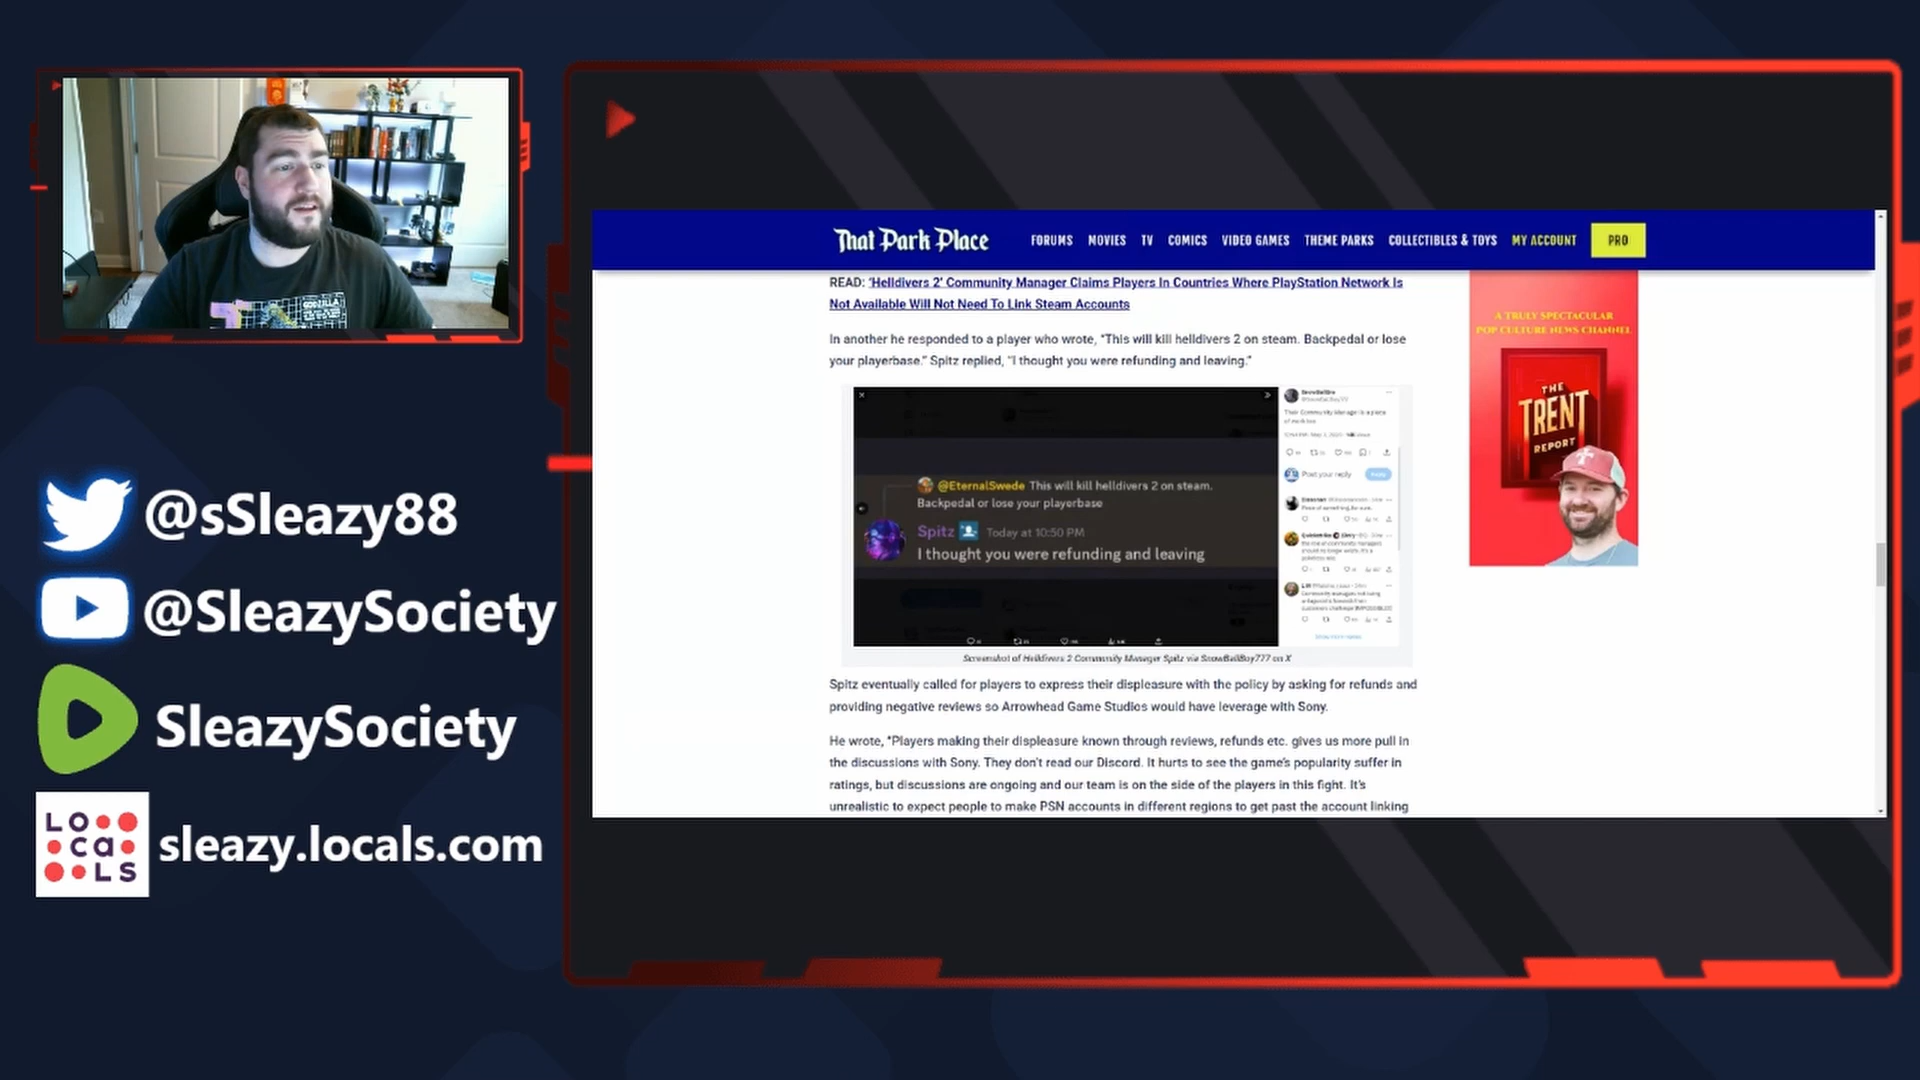 GODZILLA
@sSleazy88
@SleazySociety
SleazySociety
LOcaLS
sleazy.locals.com
That Park Place
FORUMS MOVIES TV COMICS VIDEO GAMES THEME PARKS COLLECTIBLES & TOYS MY ACCOUNT PRO
READ: 'Helldivers 2' Community Manager Claims Players In Countries Where PlayStation Network Is
Not Available Will Not Need To Link Steam Accounts
In another he responded to a player who wrote, "This will kill helldivers 2 on steam. Backpedal or lose
your playerbase." Spitz replied, "I thought you were refunding and leaving."
@EternalSwede This will kill helldivers 2 on steam.
Backpedal or lose your playerbase
Spitz Today at 10:50 PM
I thought you were refunding and leaving
Their Community Manager is a piece
Post your reply Reply
Screenshot of Helldivers 2 Community Manager Spitz via SnowBallBoy777 on X
Spitz eventually called for players to express their displeasure with the policy by asking for refunds and
providing negative reviews so Arrowhead Game Studios would have leverage with Sony.
He wrote, "Players making their displeasure known through reviews, refunds etc. gives us more pull in
the discussions with Sony. They don't read our Discord. It hurts to see the game's popularity suffer in
ratings, but discussions are ongoing and our team is on the side of the players in this fight. It's
unrealistic to expect people to make PSN accounts in different regions to get past the account linking
A TRULY SPECTACULAR
POP CULTURE NEWS CHANNEL
THE
TRENT
REPORT